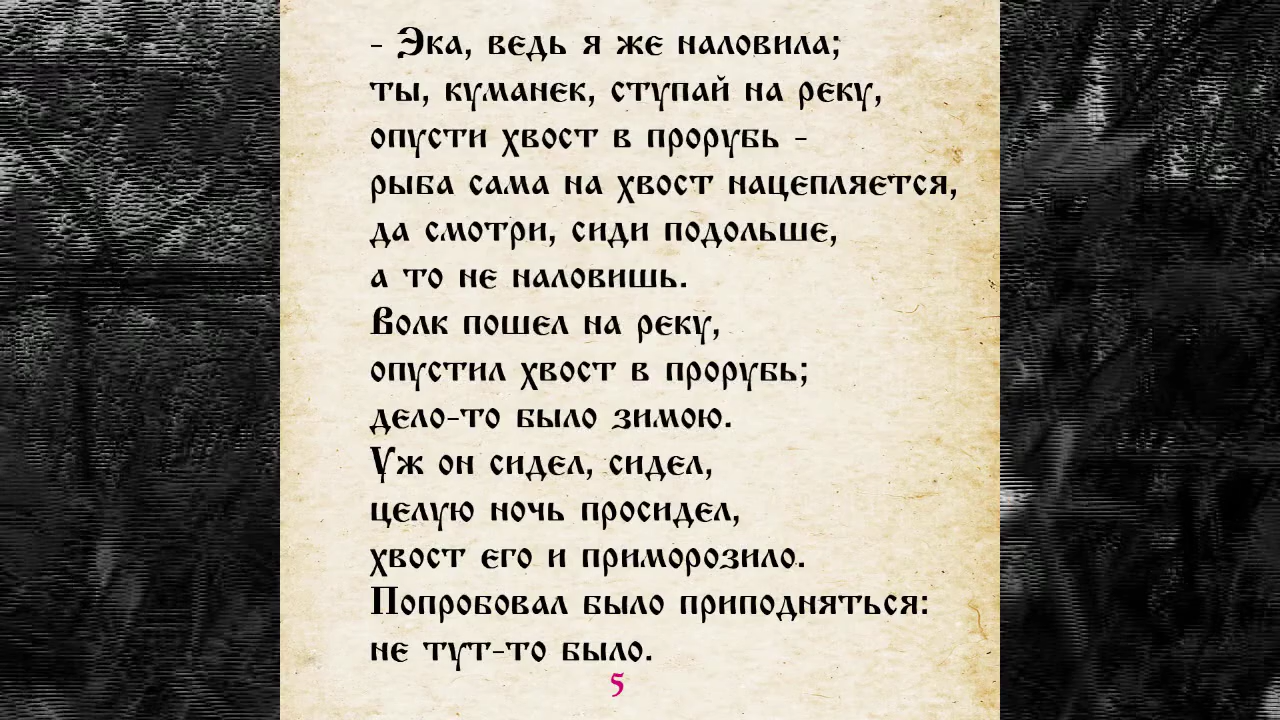 - Эка, ведь я же наловила;
ты, куманек, ступай на реку,
опусти хвост в прорубь -
рыба сама на хвост нацепляется,
да смотри, сиди подольше,
а то не наловишь.
Волк пошел на реку,
опустил хвост в прорубь;
дело-то было зимою.
Уж он сидел, сидел,
целую ночь просидел,
хвост его и приморозило.
Попробовал было приподняться:
не тут-то было.
5